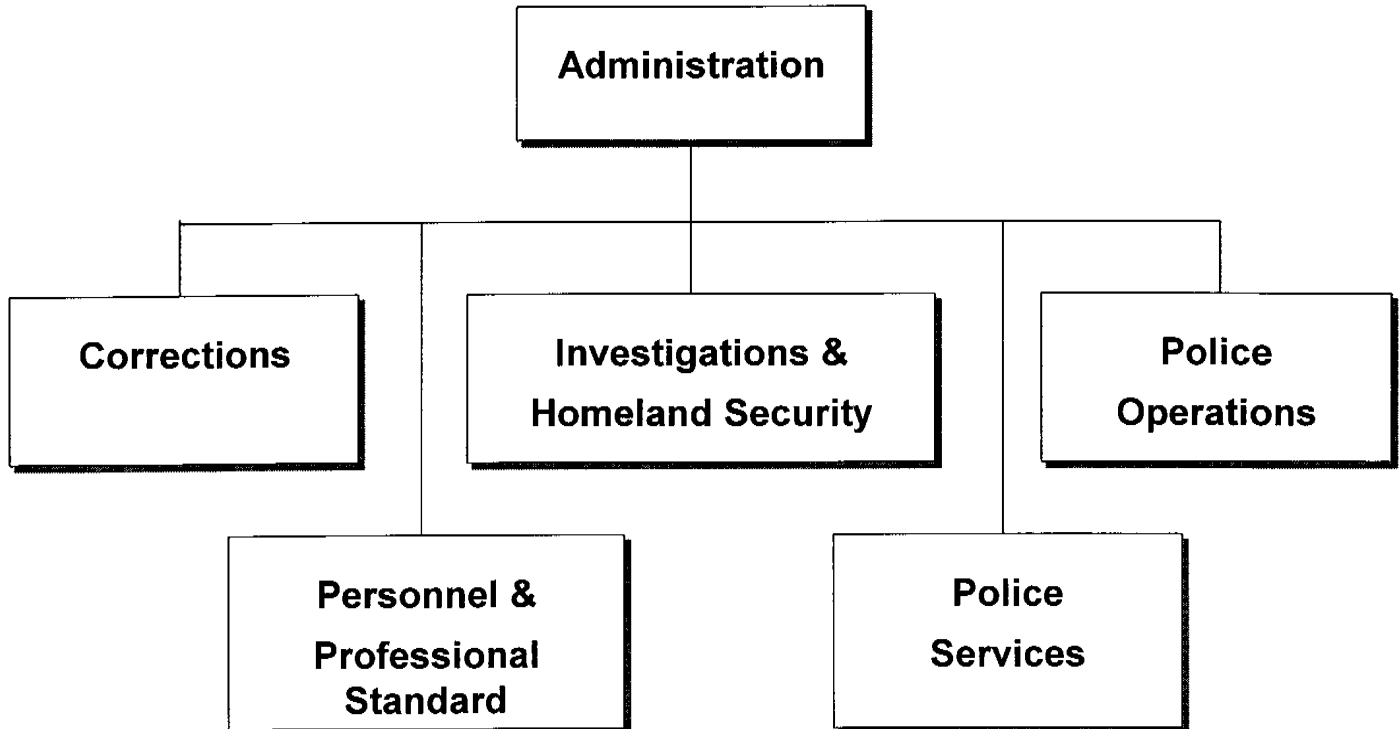 Administration
Corrections
Investigations &
Homeland Security
Police
Operations
Personnel &
Professional
Standard
Police
Services